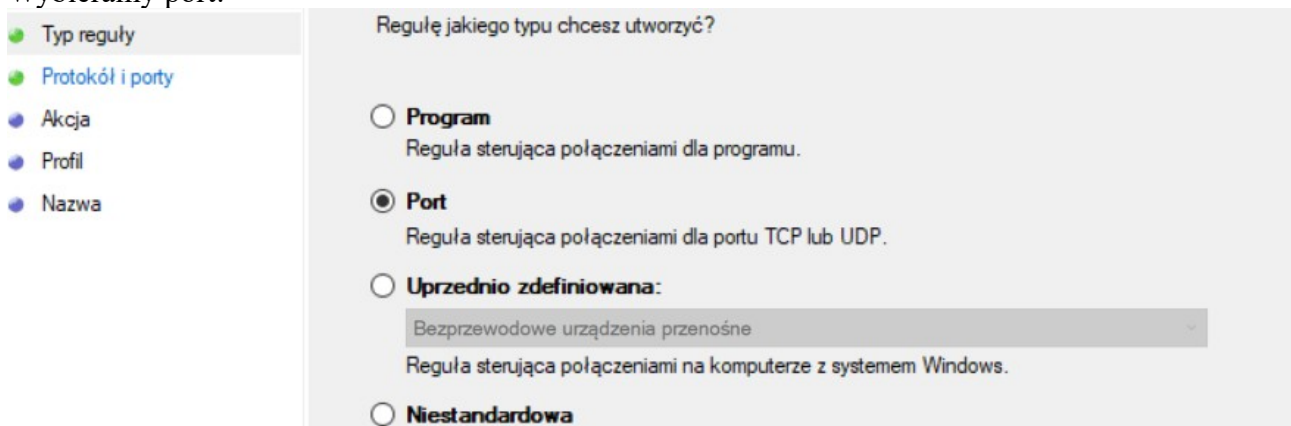 Wybieramy port.
Typ reguły
Protokół i porty
Akcja
Profil
Nazwa
Regułę jakiego typu chcesz utworzyć?
Program
Reguła sterująca połączeniami dla programu.
Port
Reguła sterująca połączeniami dla portu TCP lub UDP.
Uprzednio zdefiniowana:
Bezprzewodowe urządzenia przenośne
Reguła sterująca połączeniami na komputerze z systemem Windows.
Niestandardowa